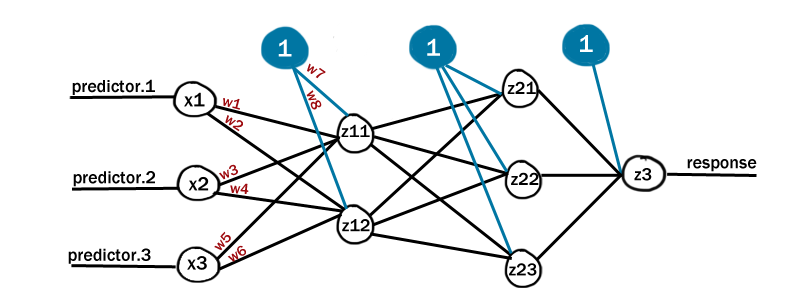 1
1
1
w7
w8
predictor.1
x1
w1
w2
z11
z21
predictor.2
x2
w3
w4
z12
z22
z3
response
predictor.3
x3
w5
w6
z23